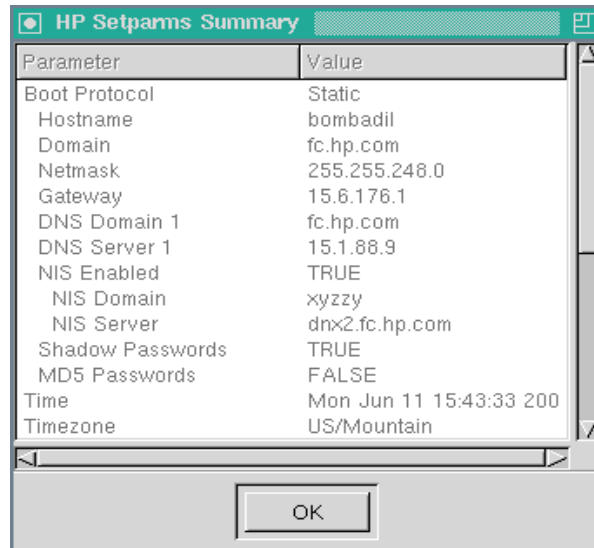 HP Setparms Summary
Parameter Value
Boot Protocol Static
Hostname bombadil
Domain fc.hp.com
Netmask 255.255.248.0
Gateway 15.6.176.1
DNS Domain 1 fc.hp.com
DNS Server 1 15.1.88.9
NIS Enabled TRUE
NIS Domain xyzzy
NIS Server dnx2.fc.hp.com
Shadow Passwords TRUE
MD5 Passwords FALSE
Time Mon Jun 11 15:43:33 200
Timezone US/Mountain
OK